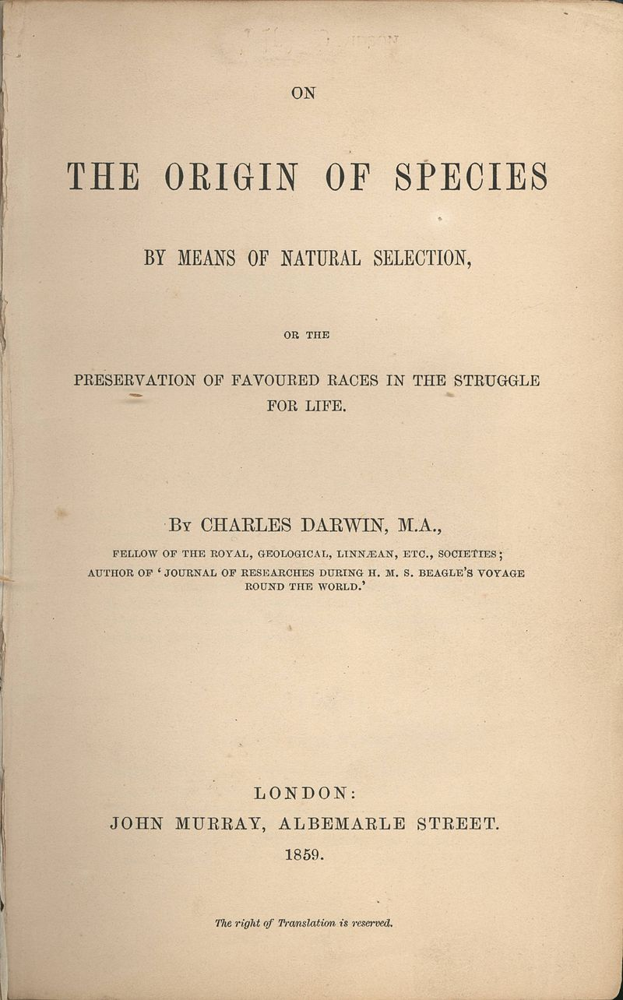 ON
THE ORIGIN OF SPECIES
BY MEANS OF NATURAL SELECTION,
OR THE
PRESERVATION OF FAVOURED RACES IN THE STRUGGLE
FOR LIFE.
BY CHARLES DARWIN, M.A.,
FELLOW OF THE ROYAL, GEOLOGICAL, LINNÆAN, ETC., SOCIETIES;
AUTHOR OF ‘JOURNAL OF RESEARCHES DURING H. M. S. BEAGLE’S VOYAGE
ROUND THE WORLD.’
LONDON:
JOHN MURRAY, ALBEMARLE STREET.
1859.
The right of Translation is reserved.